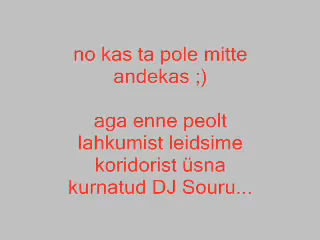 no kas ta pole mitte
andekas ;)
aga enne peolt
lahkumist leidsime
koridorist üsna
kurnatud DJ Souru...